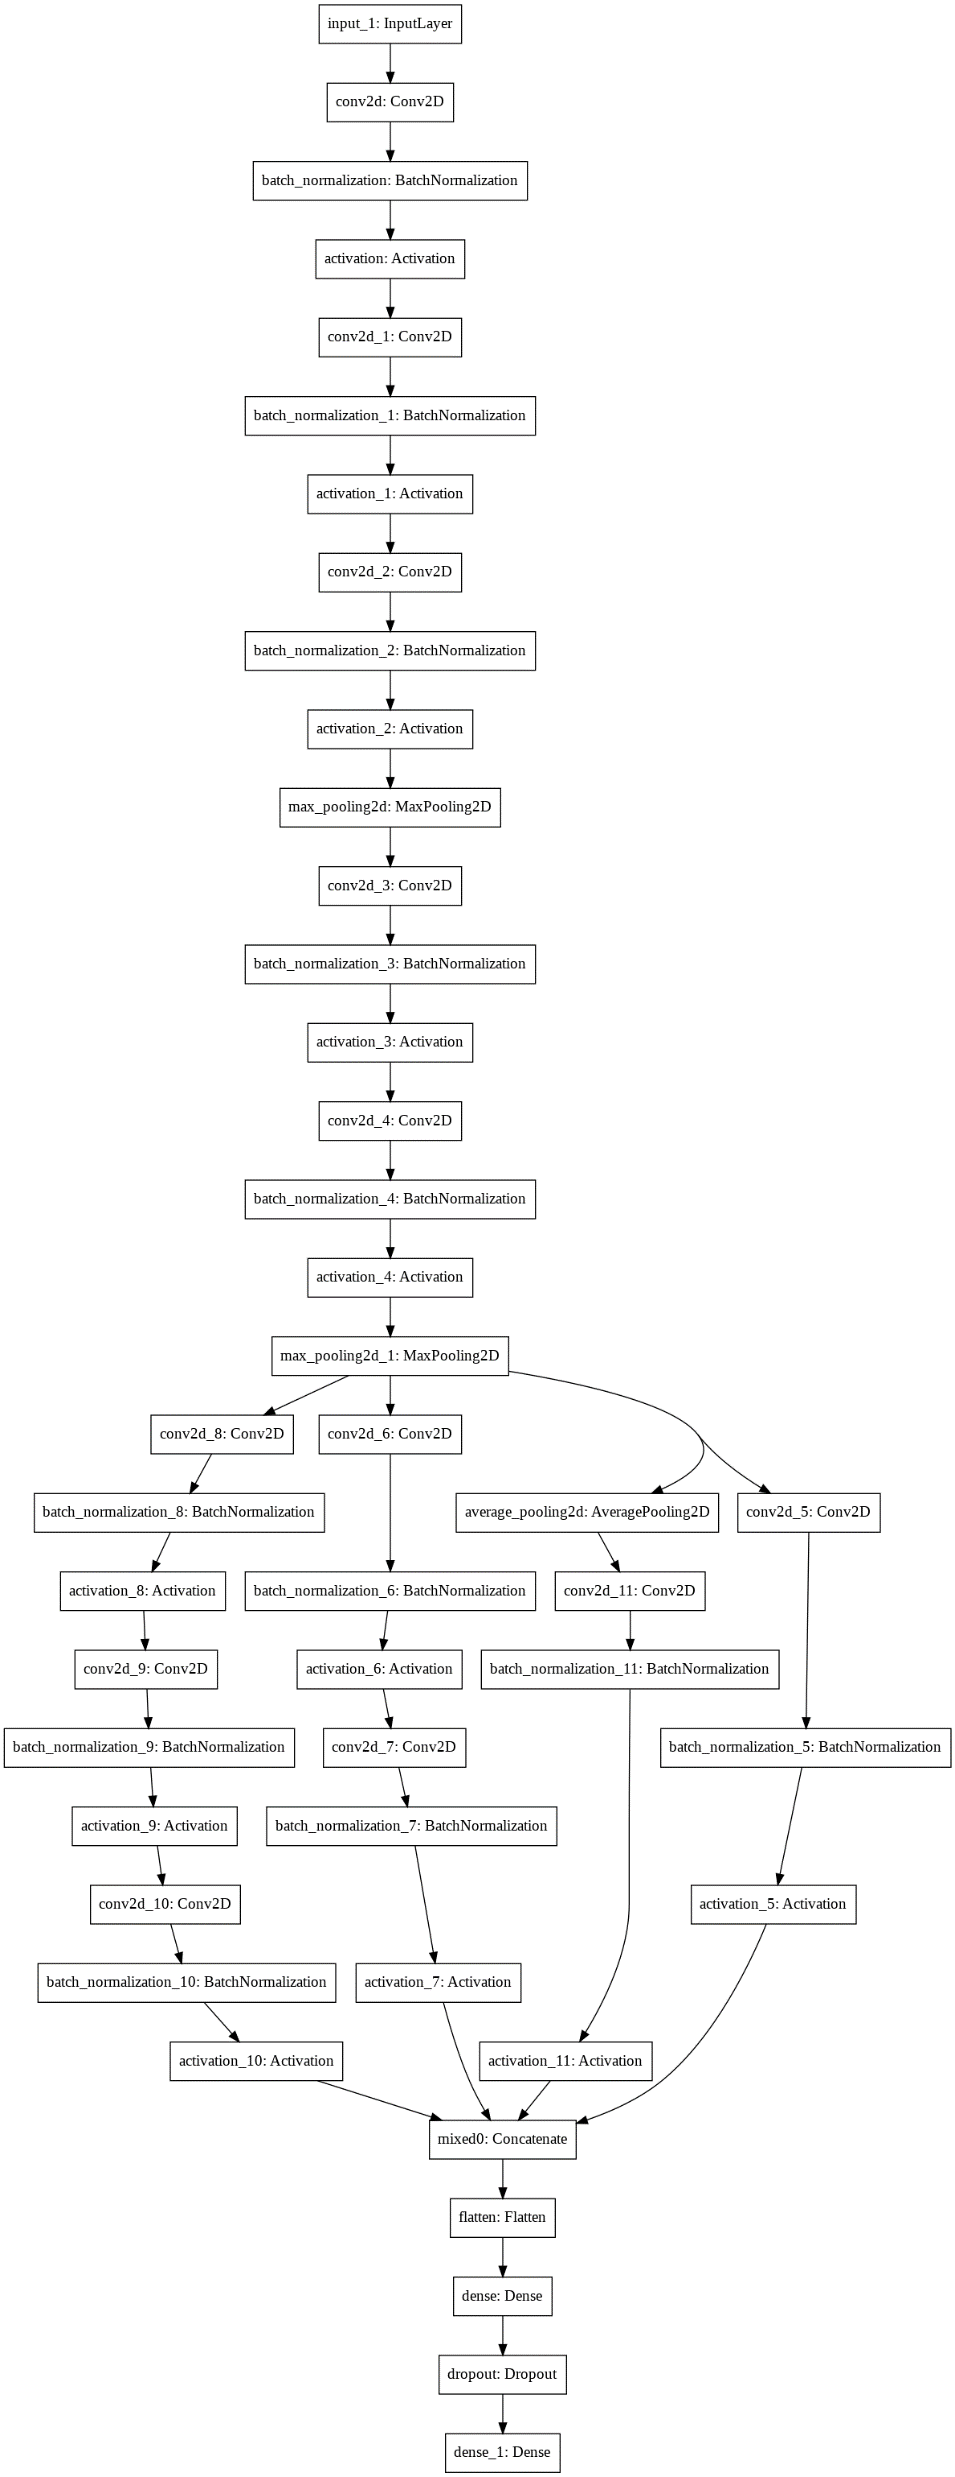 input_1: InputLayer
conv2d: Conv2D
batch_normalization: BatchNormalization
activation: Activation
conv2d_1: Conv2D
batch_normalization_1: BatchNormalization
activation_1: Activation
conv2d_2: Conv2D
batch_normalization_2: BatchNormalization
activation_2: Activation
max_pooling2d: MaxPooling2D
conv2d_3: Conv2D
batch_normalization_3: BatchNormalization
activation_3: Activation
conv2d_4: Conv2D
batch_normalization_4: BatchNormalization
activation_4: Activation
max_pooling2d_1: MaxPooling2D
conv2d_8: Conv2D
conv2d_6: Conv2D
batch_normalization_8: BatchNormalization
average_pooling2d: AveragePooling2D
conv2d_5: Conv2D
activation_8: Activation
batch_normalization_6: BatchNormalization
conv2d_11: Conv2D
conv2d_9: Conv2D
activation_6: Activation
batch_normalization_11: BatchNormalization
batch_normalization_9: BatchNormalization
conv2d_7: Conv2D
batch_normalization_5: BatchNormalization
activation_9: Activation
batch_normalization_7: BatchNormalization
conv2d_10: Conv2D
activation_5: Activation
batch_normalization_10: BatchNormalization
activation_7: Activation
activation_10: Activation
activation_11: Activation
mixed0: Concatenate
flatten: Flatten
dense: Dense
dropout: Dropout
dense_1: Dense